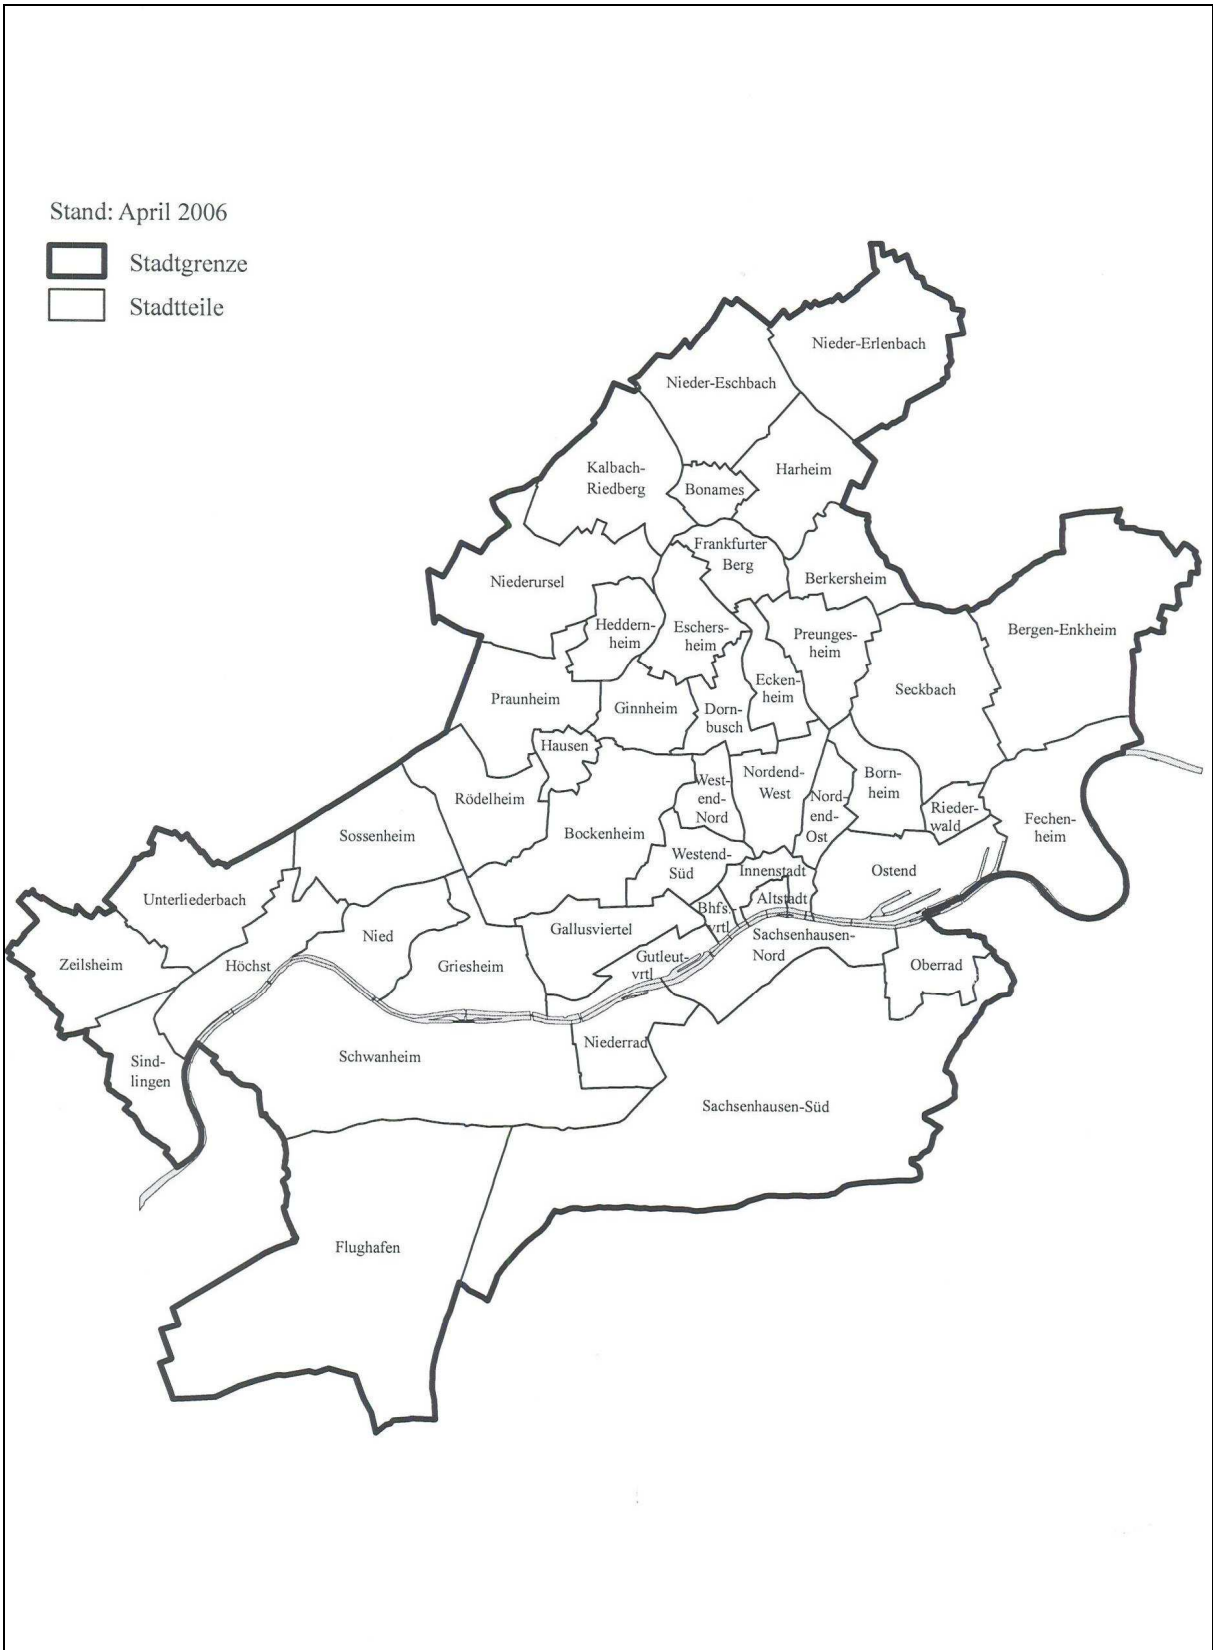 Stand: April 2006
Stadtgrenze
Stadtteile
Nieder-Erlenbach
Nieder-Eschbach
Kalbach-
Riedberg
Harheim
Bonames
Frankfurter
Berg
Niederursel
Berkersheim
Heddern-
heim
Eschers-
heim
Preunges-
heim
Bergen-Enkheim
Ecken-
heim
Seckbach
Praunheim
Ginnheim
Dorn-
busch
Hausen
West-
end-
Nord
Nordend-
West
Born-
heim
Rödelheim
Nord-
end-
Ost
Rieder-
wald
Fechen-
heim
Sossenheim
Bockenheim
Westend-
Süd
Innenstadt
Ostend
Unterliederbach
Altstadt
Bhfs.-
vrtl
Gallusviertel
Nied
Sachsenhausen-
Nord
Zeilsheim
Höchst
Griesheim
Gutleut-
vrtl
Oberrad
Niederrad
Schwanheim
Sind-
lingen
Sachsenhausen-Süd
Flughafen